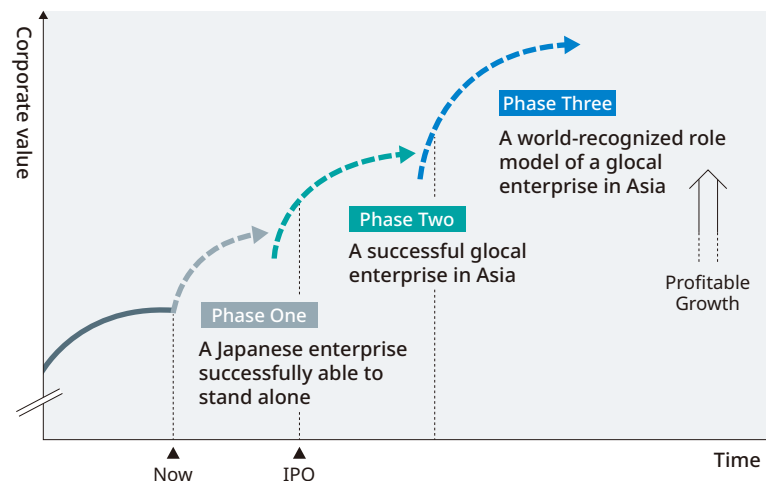 Corporate value
Phase Three
A world-recognized role
model of a glocal
enterprise in Asia
Phase Two
A successful glocal
enterprise in Asia
Profitable
Growth
Phase One
A Japanese enterprise
successfully able to
stand alone
Time
Now
IPO